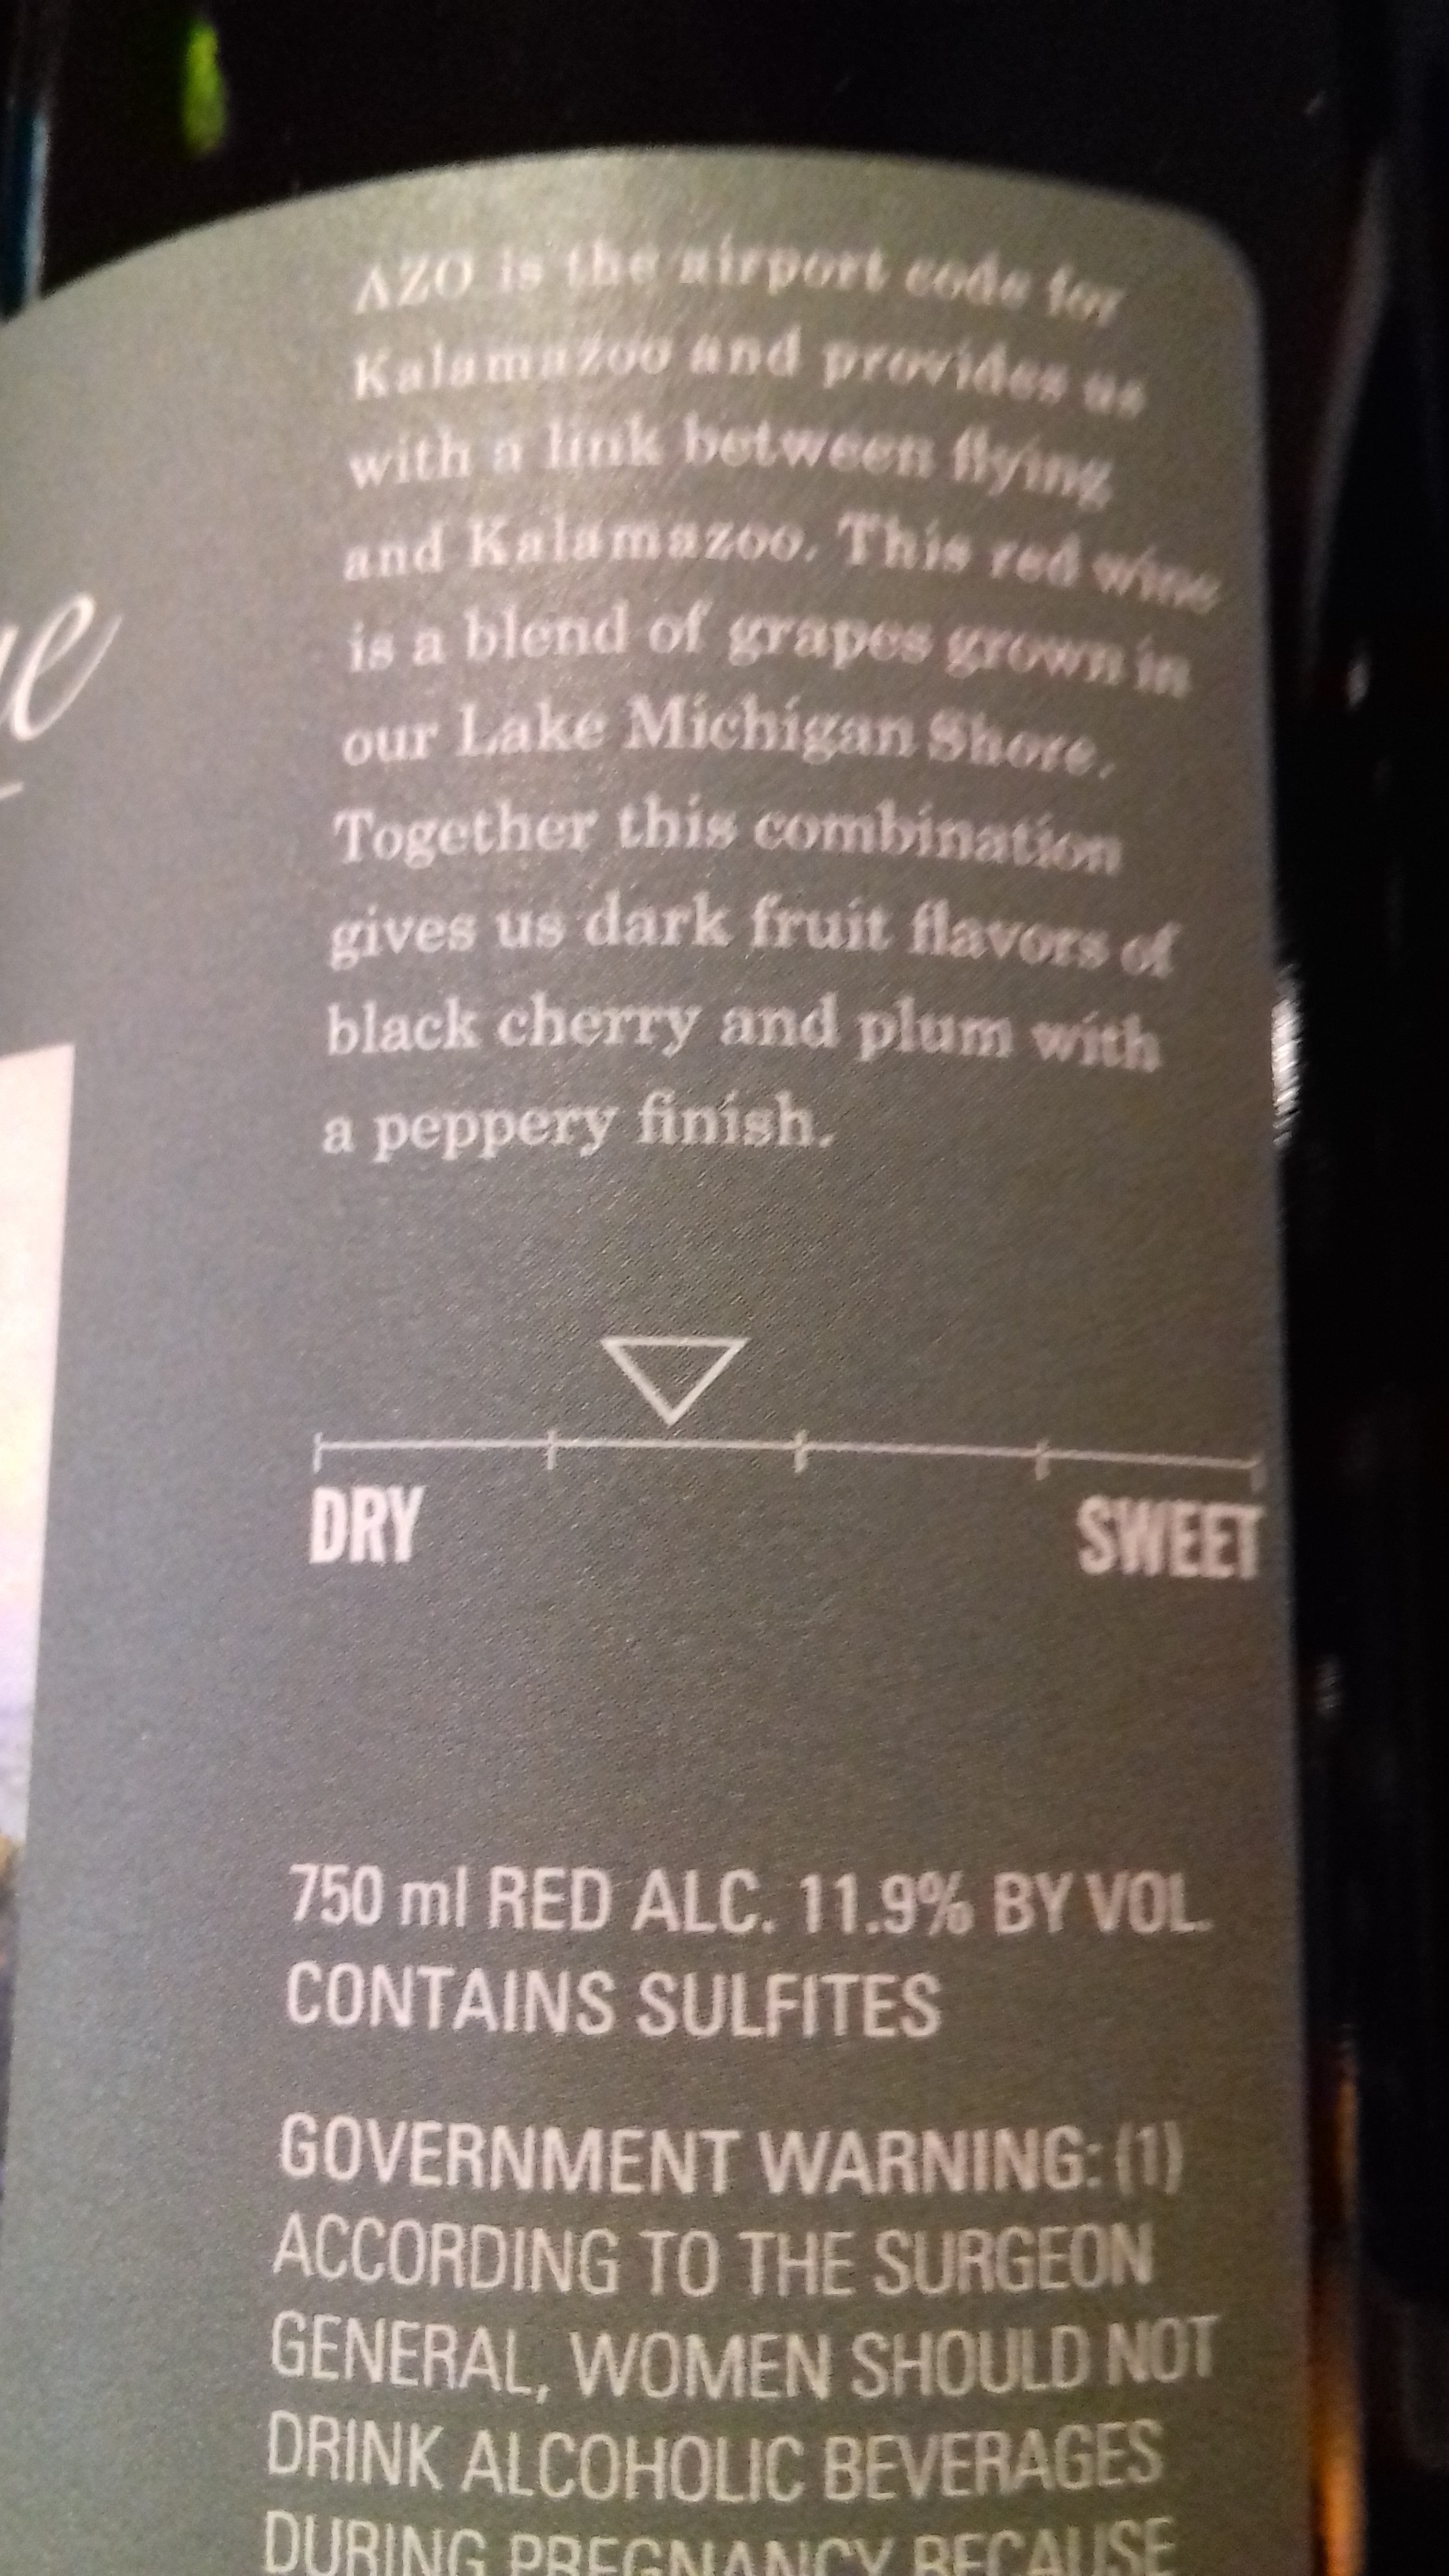 AZO is the airport code for
Kalamazoo and provides us
with a link between flying
and Kalamazoo. This red wine
is a blend of grapes grown in
our Lake Michigan Shore.
Together this combination
gives us dark fruit flavors of
black cherry and plum with
a peppery finish.
DRY SWEET
750 ml RED ALC. 11.9% BY VOL.
CONTAINS SULFITES
GOVERNMENT WARNING: (1)
ACCORDING TO THE SURGEON
GENERAL, WOMEN SHOULD NOT
DRINK ALCOHOLIC BEVERAGES
DURING PREGNANCY BECAUSE